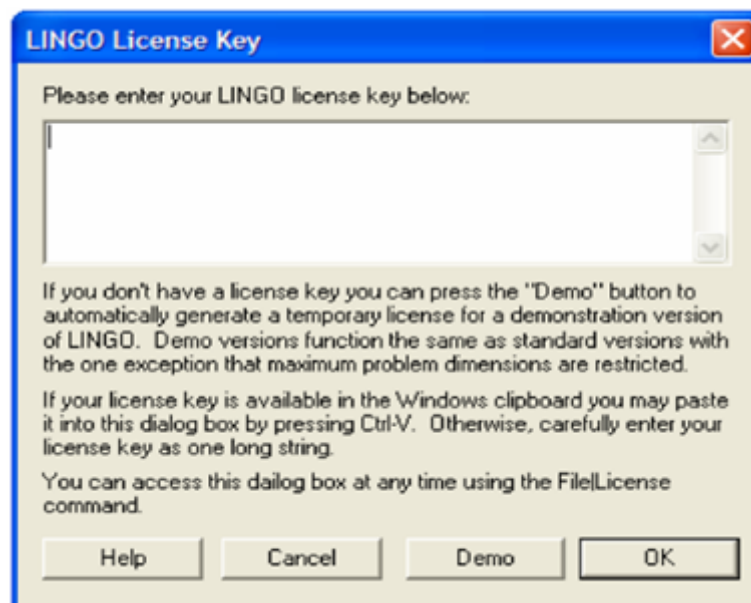 LINGO License Key
Please enter your LINGO license key below:
If you don't have a license key you can press the "Demo" button to
automatically generate a temporary license for a demonstration version
of LINGO. Demo versions function the same as standard versions with
the one exception that maximum problem dimensions are restricted.
If your license key is available in the Windows clipboard you may paste
it into this dialog box by pressing Ctrl-V. Otherwise, carefully enter your
license key as one long string.
You can access this dailog box at any time using the File|License
command.
Help Cancel Demo OK